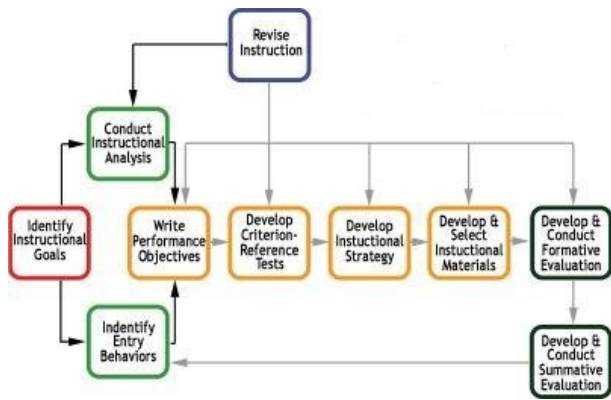 Revise
Instruction
Conduct
Instructional
Analysis
Identify
Instructional
Goals
Write
Performance
Objectives
Develop
Criterion-
Reference
Tests
Develop
Instuctional
Strategy
Develop &
Select
Instuctional
Materials
Develop &
Conduct
Formative
Evaluation
Indentify
Entry
Behaviors
Develop &
Conduct
Summative
Evaluation